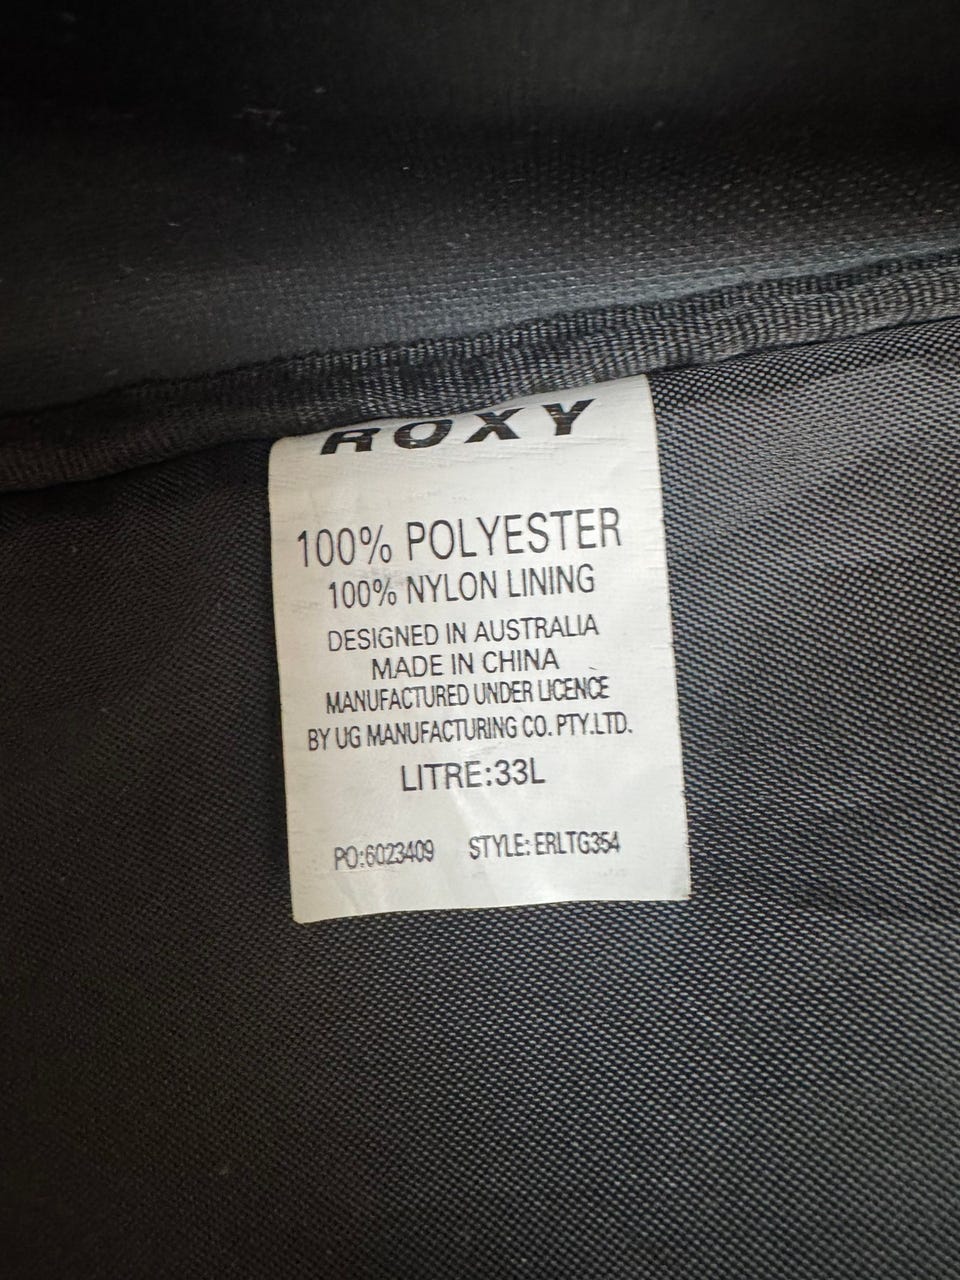 ROXY
100% POLYESTER
100% NYLON LINING
DESIGNED IN AUSTRALIA
MADE IN CHINA
MANUFACTURED UNDER LICENCE
BY UG MANUFACTURING CO. PTY.LTD.
LITRE:33L
PO:6023409 STYLE: ERLTG354